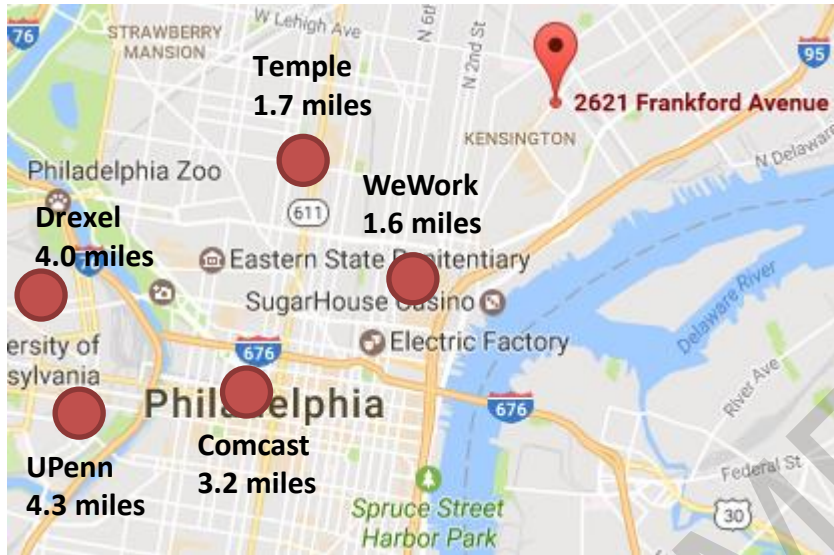 76
STRAWBERRY
MANSION
W Lehigh Ave
N 6th
N 2nd St
95
Temple
1.7 miles
2621 Frankford Avenue
KENSINGTON
N Delaware
Philadelphia Zoo
WeWork
1.6 miles
611
Drexel
4.0 miles
Eastern State Penitentiary
SugarHouse Casino
Delaware River
Electric Factory
ersity of
sylvania
676
Philadelphia
676
River Ave
UPenn
4.3 miles
Comcast
3.2 miles
Federal St
Spruce Street
Harbor Park
30